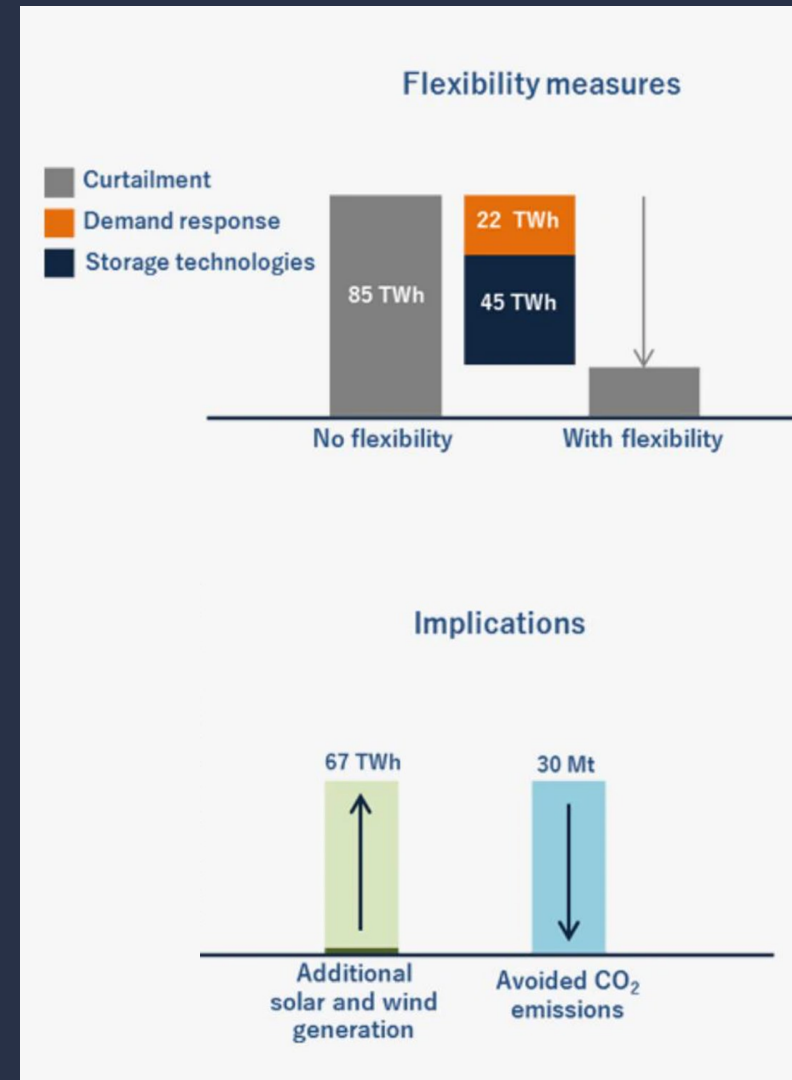 Flexibility measures
Curtailment
Demand response
Storage technologies
85 TWh
22 TWh
45 TWh
No flexibility
With flexibility
Implications
67 TWh
30 Mt
Additional
solar and wind
generation
Avoided CO₂
emissions